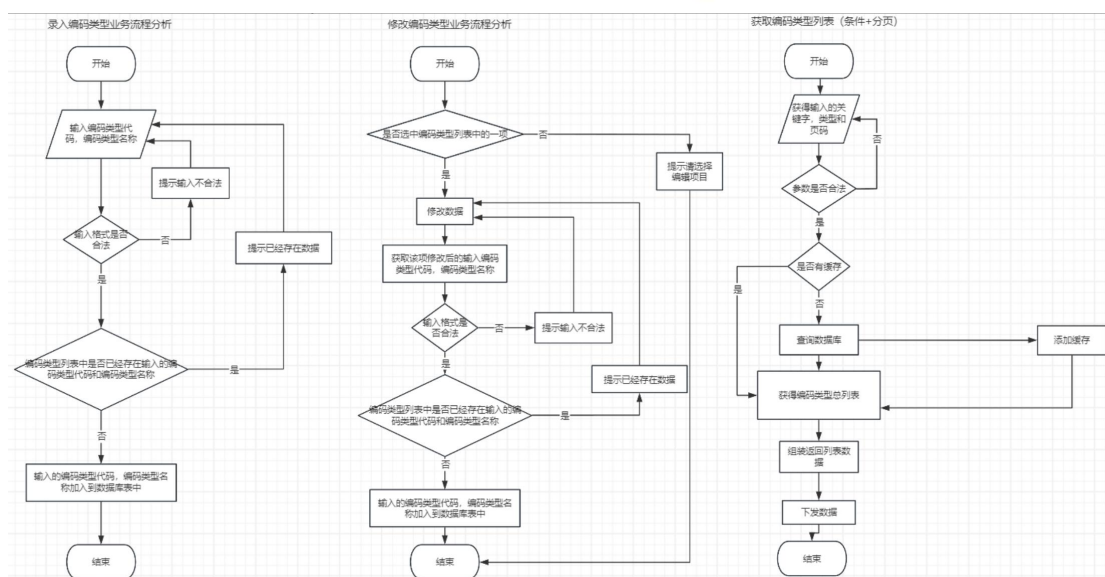 录入编码类型业务流程分析
开始
输入编码类型代
码，编码类型名称
提示输入不合法
输入格式是否
合法
否
提示已经存在数据
是
编码类型列表中是否已经存在输入的编
码类型代码和编码类型名称
是
否
输入的编码类型代码，编码类型名
称加入到数据库表中
结束
修改编码类型业务流程分析
开始
是否选中编码类型列表中的一项
否
提示请选择
编辑项目
是
修改数据
获取该项修改后的输入编码
类型代码，编码类型名称
输入格式是
否合法
否
提示输入不合法
是
提示已经存在数据
编码类型列表中是否已经存在输入的编
码类型代码和编码类型名称
是
否
输入的编码类型代码，编码类型名
称加入到数据库表中
结束
获取编码类型列表（条件+分页）
开始
获得输入的关
键字，类型和
页码
否
参数是否合法
是
是否有缓存
是
否
查询数据库
添加缓存
获得编码类型总列表
组装返回列表数
据
下发数据
结束